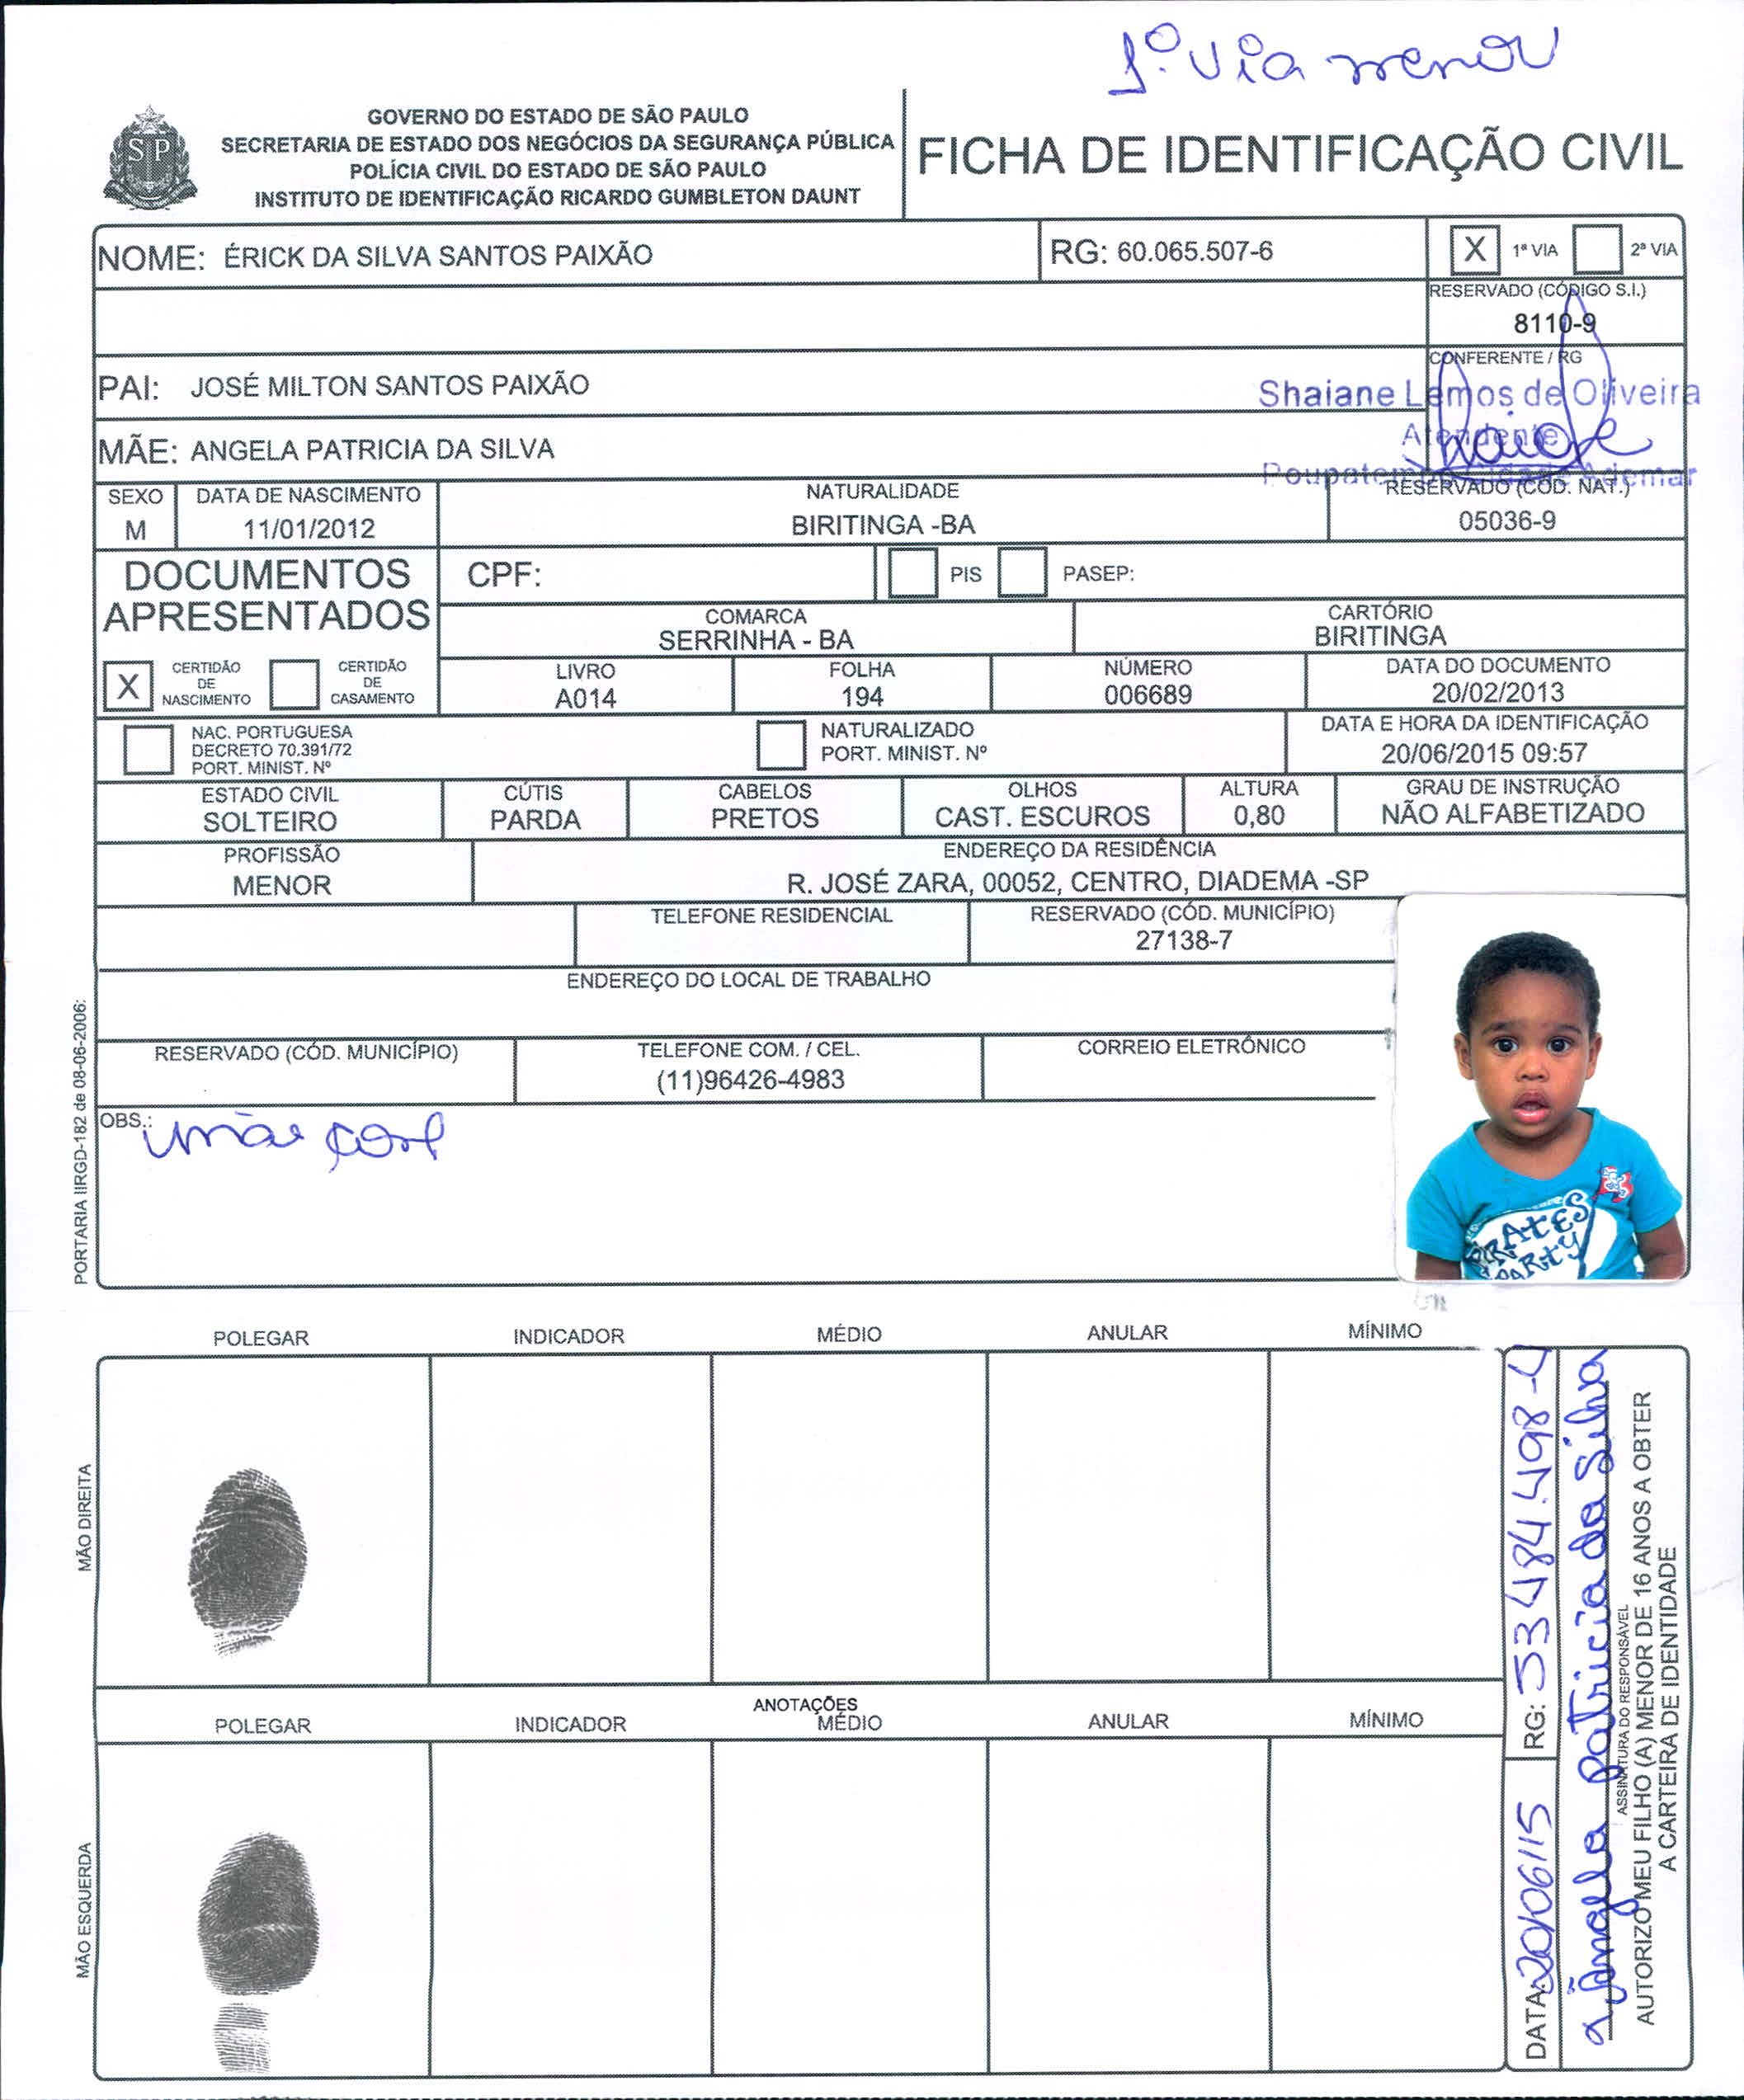 1ª. Via menor
GOVERNO DO ESTADO DE SÃO PAULO
SECRETARIA DE ESTADO DOS NEGÓCIOS DA SEGURANÇA PÚBLICA
POLÍCIA CIVIL DO ESTADO DE SÃO PAULO
INSTITUTO DE IDENTIFICAÇÃO RICARDO GUMBLETON DAUNT
SP
FICHA DE IDENTIFICAÇÃO CIVIL
NOME: ÉRICK DA SILVA SANTOS PAIXÃO
RG: 60.065.507-6
X 1ª VIA 2ª VIA
RESERVADO (CÓDIGO S.I.)
8110-9
CONFERENTE / RG
PAI: JOSÉ MILTON SANTOS PAIXÃO
Shaiane Lemos de Oliveira
Atendente
MÃE: ANGELA PATRICIA DA SILVA
Poupatempo Cidade Ademar
SEXO
M
DATA DE NASCIMENTO
11/01/2012
NATURALIDADE
BIRITINGA -BA
RESERVADO (COD. NAT.)
05036-9
DOCUMENTOS
APRESENTADOS
CPF:
PIS
PASEP:
COMARCA
SERRINHA - BA
CARTÓRIO
BIRITINGA
X CERTIDÃO
DE
NASCIMENTO
CERTIDÃO
DE
CASAMENTO
LIVRO
A014
FOLHA
194
NÚMERO
006689
DATA DO DOCUMENTO
20/02/2013
NAC. PORTUGUESA
DECRETO 70.391/72
PORT. MINIST. Nº
NATURALIZADO
PORT. MINIST. Nº
DATA E HORA DA IDENTIFICAÇÃO
20/06/2015 09:57
ESTADO CIVIL
SOLTEIRO
CÚTIS
PARDA
CABELOS
PRETOS
OLHOS
CAST. ESCUROS
ALTURA
0,80
GRAU DE INSTRUÇÃO
NÃO ALFABETIZADO
PROFISSÃO
MENOR
ENDEREÇO DA RESIDÊNCIA
R. JOSÉ ZARA, 00052, CENTRO, DIADEMA -SP
TELEFONE RESIDENCIAL
RESERVADO (CÓD. MUNICÍPIO)
27138-7
ENDEREÇO DO LOCAL DE TRABALHO
RESERVADO (CÓD. MUNICÍPIO)
TELEFONE COM. / CEL.
(11)96426-4983
CORREIO ELETRÔNICO
OBS.:
PIRATES
PARTY
PORTARIA IIRGD-182 de 08-06-2006:
POLEGAR INDICADOR MÉDIO ANULAR MÍNIMO
MÃO DIREITA
ANOTAÇÕES
POLEGAR INDICADOR MÉDIO ANULAR MÍNIMO
MÃO ESQUERDA
DATA: 20/06/15 RG: 53484.498-4
Ângela patricia da Silva
ASSINATURA DO RESPONSÁVEL
AUTORIZO MEU FILHO (A) MENOR DE 16 ANOS A OBTER
A CARTEIRA DE IDENTIDADE